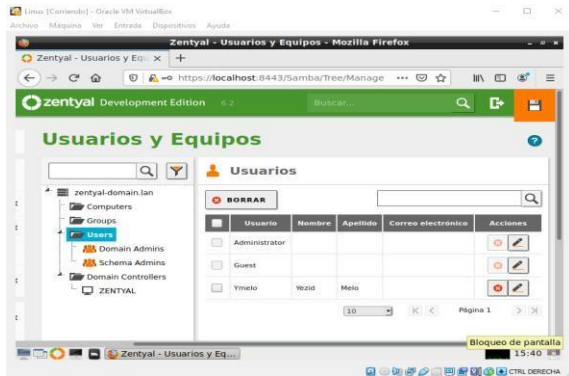 Linux [Corriendo] - Oracle VM VirtualBox
Archivo Máquina Ver Entrada Dispositivos Ayuda
Zentyal - Usuarios y Equipos - Mozilla Firefox
Zentyal - Usuarios y Equ
https://localhost:8443/Samba/Tree/Manage
zentyal Development Edition 6.2
Buscar...
Usuarios y Equipos
Usuarios
zentyal-domain.lan
Computers
Groups
Users
Domain Admins
Schema Admins
Domain Controllers
ZENTYAL
BORRAR
Usuario Nombre Apellido Correo electrónico Acciones
Administrator
Guest
Ymelo Yezid Melo
10 Página 1
Bloqueo de pantalla
Zentyal - Usuarios y Eq...
15:40
CTRL DERECHA